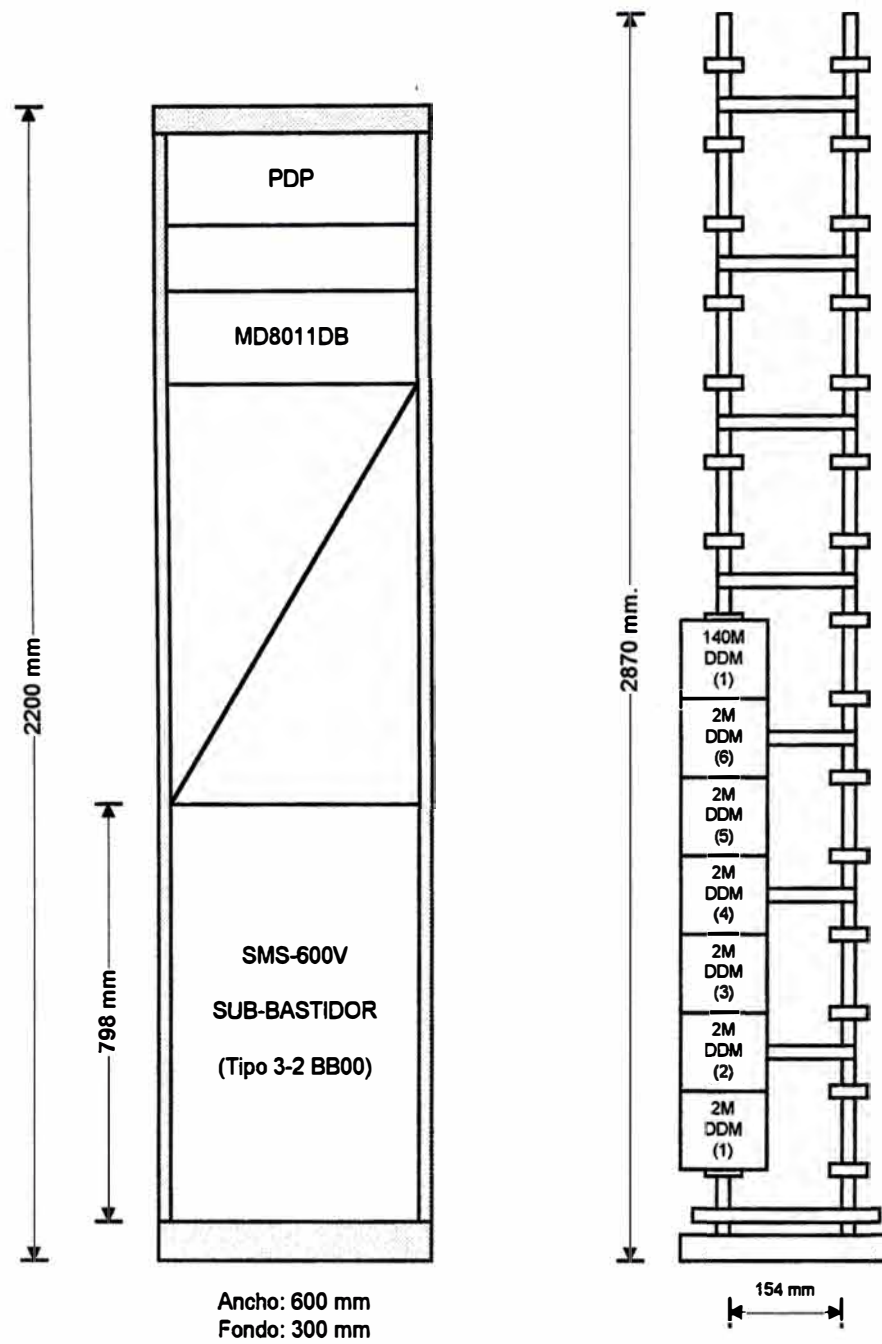 PDP
MD8011DB
2200 mm
798 mm
SMS-600V
SUB-BASTIDOR
(Tipo 3-2 BB00)
Ancho: 600 mm
Fondo: 300 mm
2870 mm.
140M
DDM
(1)
2M
DDM
(6)
2M
DDM
(5)
2M
DDM
(4)
2M
DDM
(3)
2M
DDM
(2)
2M
DDM
(1)
154 mm